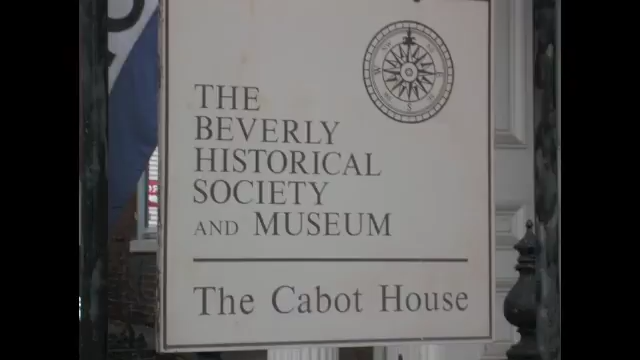 THE
BEVERLY
HISTORICAL
SOCIETY
AND MUSEUM
The Cabot House